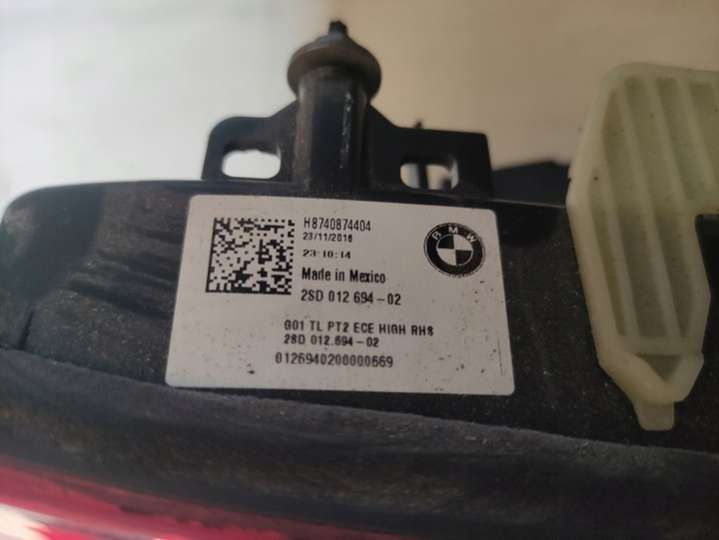 H8740874404
23/11/2018
23:10:14
BMW
Made in Mexico
2SD 012 694-02
G01 TL PT2 ECE HIGH RHS
2SD 012.694-02
0126940200000669